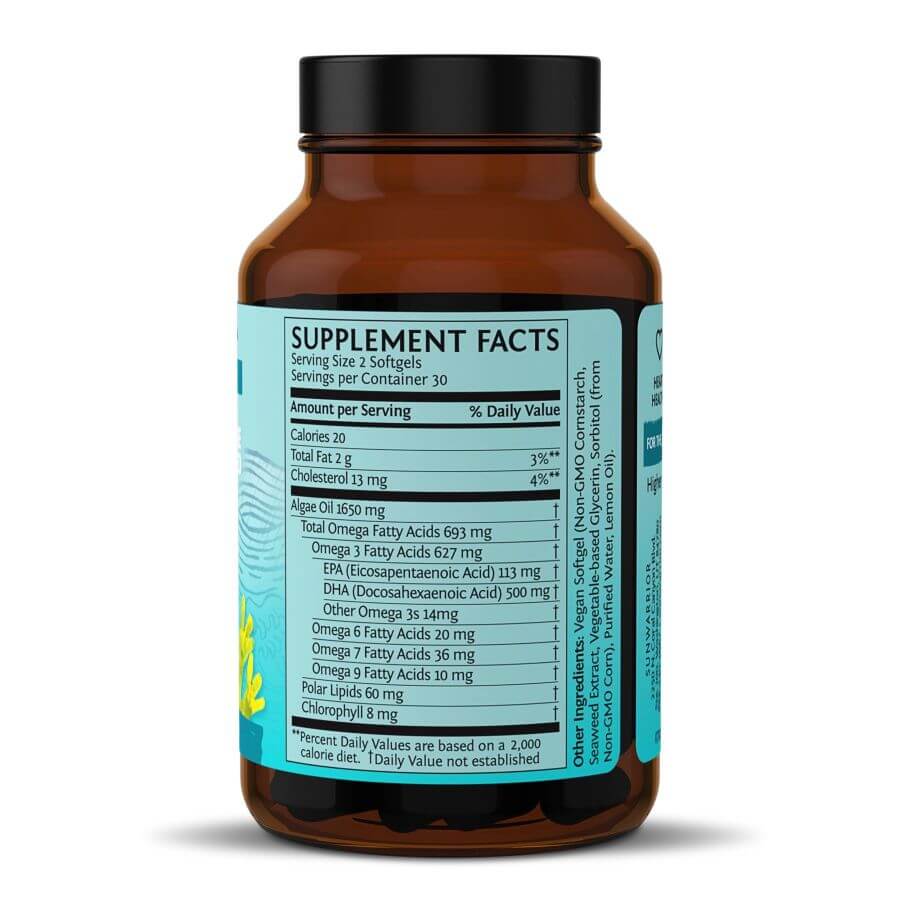 SUPPLEMENT FACTS
Serving Size 2 Softgels
Servings per Container 30
Amount per Serving % Daily Value
Calories 20
Total Fat 2 g 3%**
Cholesterol 13 mg 4%**
Algae Oil 1650 mg †
Total Omega Fatty Acids 693 mg †
Omega 3 Fatty Acids 627 mg †
EPA (Eicosapentaenoic Acid) 113 mg †
DHA (Docosahexaenoic Acid) 500 mg †
Other Omega 3s 14mg †
Omega 6 Fatty Acids 20 mg †
Omega 7 Fatty Acids 36 mg †
Omega 9 Fatty Acids 10 mg †
Polar Lipids 60 mg †
Chlorophyll 8 mg †
**Percent Daily Values are based on a 2,000
calorie diet. †Daily Value not established
Other Ingredients: Vegan Softgel (Non-GMO Cornstarch,
Seaweed Extract, Vegetable-based Glycerin, Sorbitol (from
Non-GMO Corn), Purified Water, Lemon Oil).
FOR THE
SUNWARRIOR